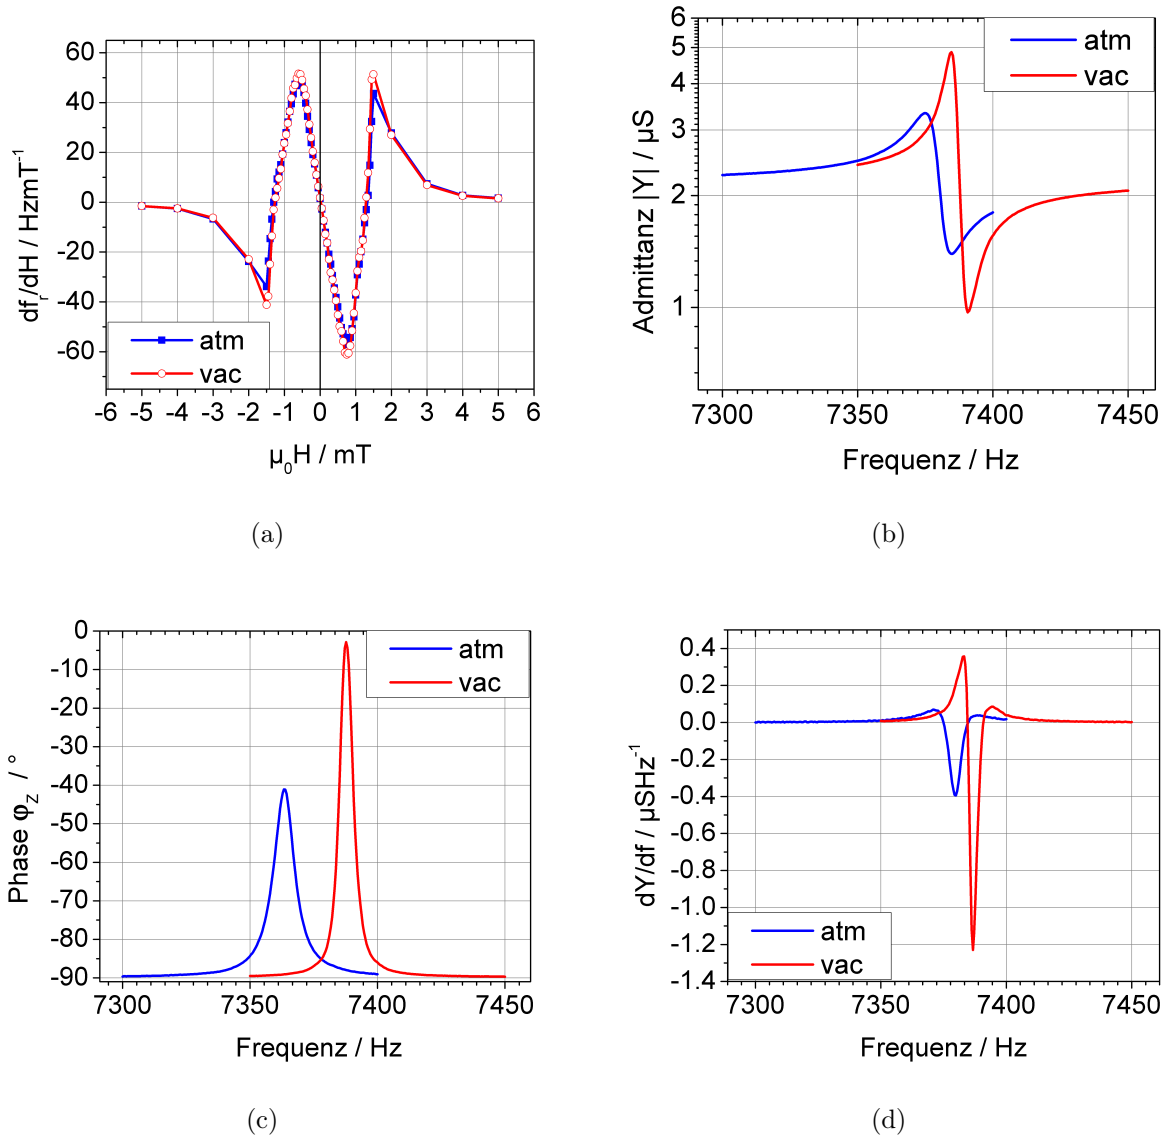 60
40
20
0
-20
-40
-60
df_r/dH / HzmT^-1
atm
vac
-6 -5 -4 -3 -2 -1 0 1 2 3 4 5 6
µ_0H / mT
(a)
6
5
4
3
2
1
Admittanz |Y| / µS
atm
vac
7300 7350 7400 7450
Frequenz / Hz
(b)
0
-10
-20
-30
-40
-50
-60
-70
-80
-90
Phase φ_Z / °
atm
vac
7300 7350 7400 7450
Frequenz / Hz
(c)
0.4
0.2
0.0
-0.2
-0.4
-0.6
-0.8
-1.0
-1.2
-1.4
dY/df / µSHz^-1
atm
vac
7300 7350 7400 7450
Frequenz / Hz
(d)